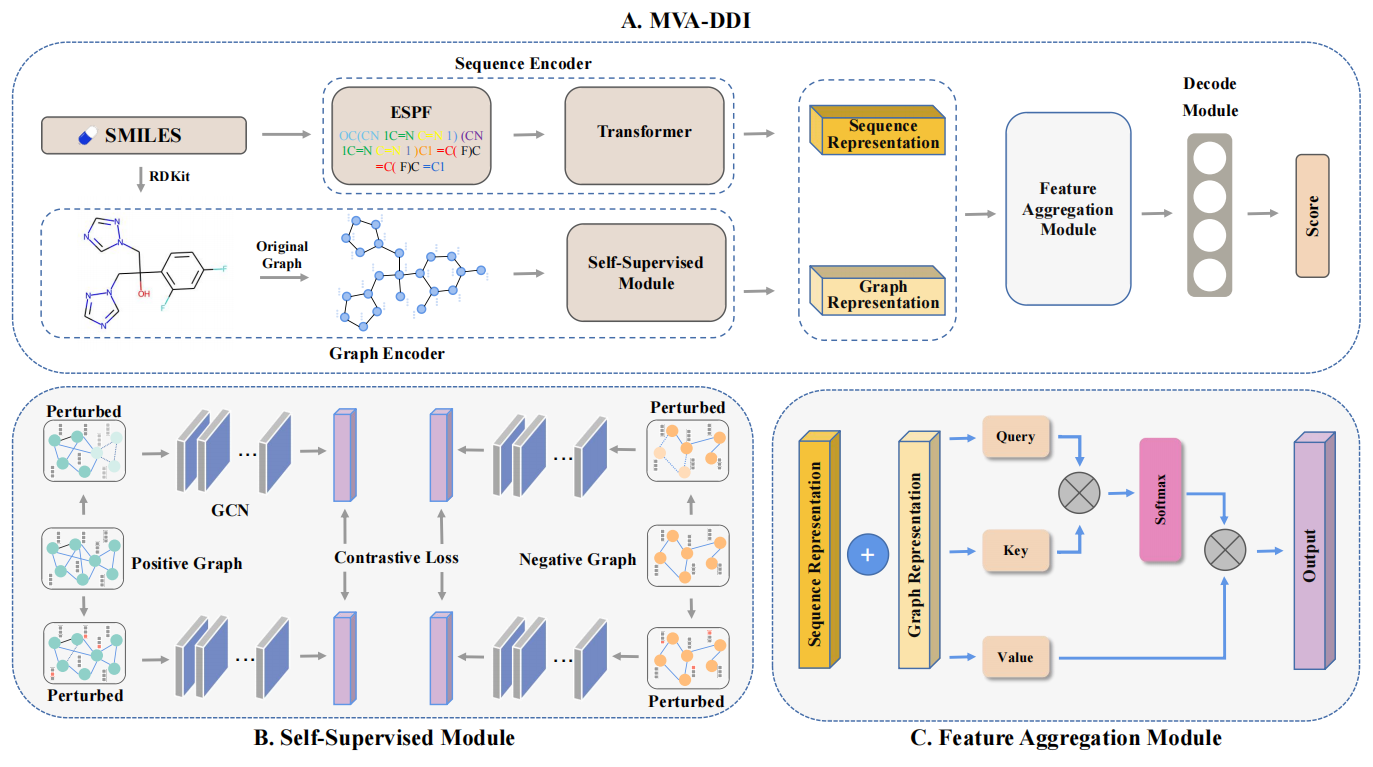 A. MVA-DDI
Sequence Encoder
SMILES
RDKit
ESPF
OC(CN 1C=N
1) (CN
1C=N
1 )C1 =C( F)C
=C( F)C =C1
Transformer
Sequence
Representation
Original
Graph
N
N
N
OH
F
F
N
N
N
Self-Supervised
Module
Graph Encoder
Graph
Representation
Feature
Aggregation
Module
Decode
Module
Score
Perturbed
GCN
...
...
Perturbed
Positive Graph
Contrastive Loss
Negative Graph
Perturbed
...
...
Perturbed
B. Self-Supervised Module
Sequence Representation
+
Graph Representation
Query
Key
Value
Softmax
Output
C. Feature Aggregation Module